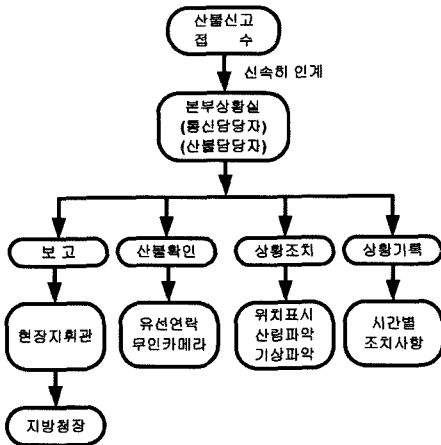 산불신고
접 수
신속히 인계
본부상황실
(통신담당자)
(산불담당자)
보 고
산불확인
상황조치
상황기록
현장지휘관
유선연락
무인카메라
위치표시
산림파악
기상파악
시간별
조치사항
지방청장